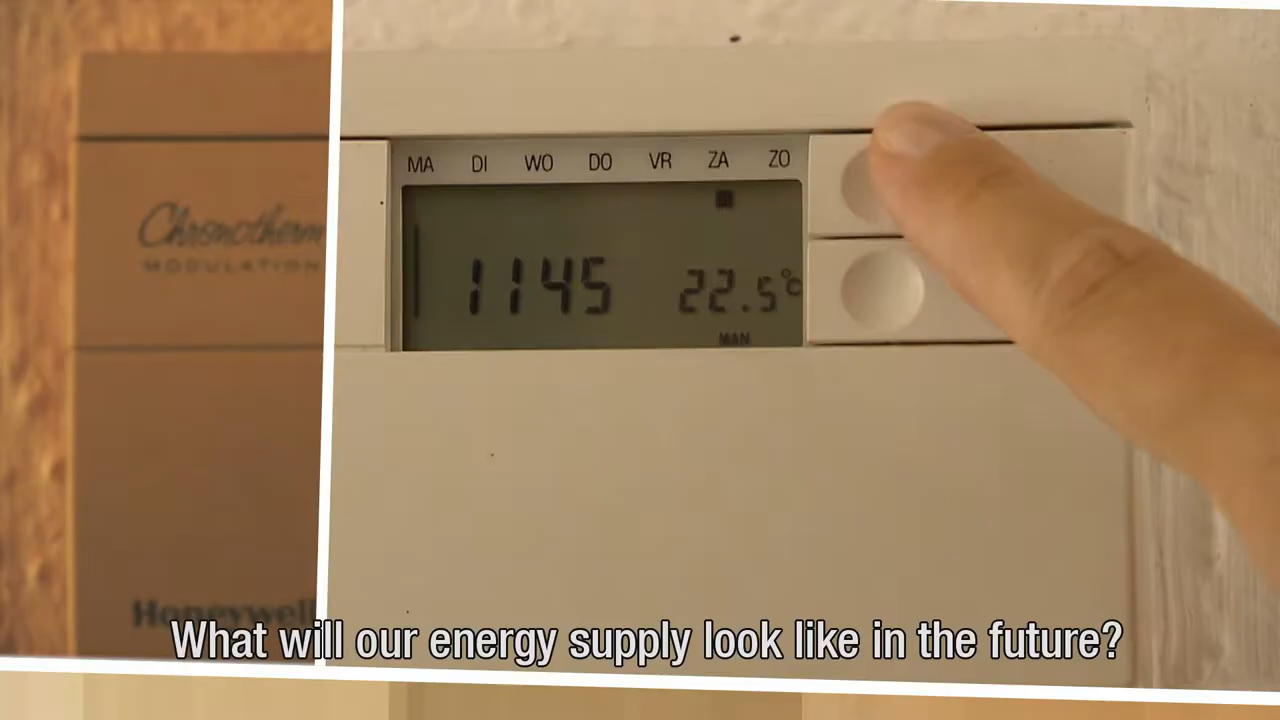 Chronotherm
MODULATION
Honeywell
MA DI WO DO VR ZA ZO
1145 22.5°C
MAN
What will our energy supply look like in the future?